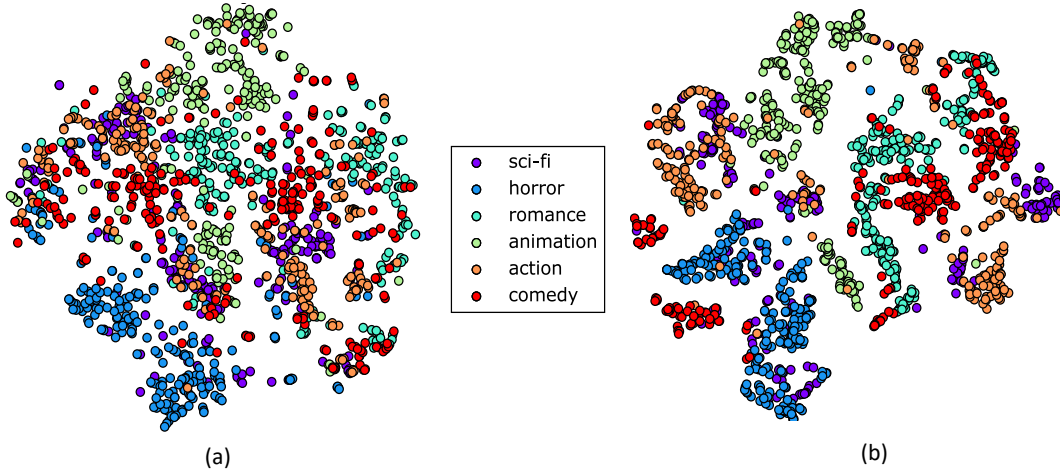 sci-fi
horror
romance
animation
action
comedy
(a)
(b)